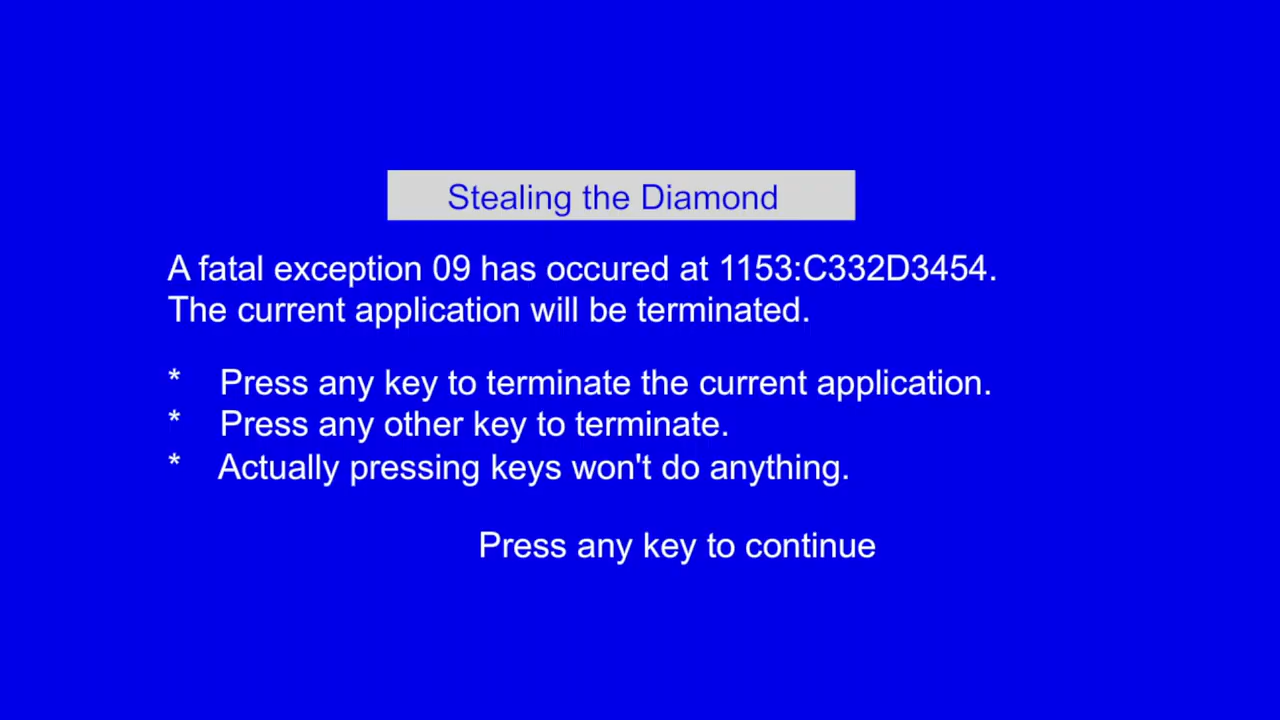 Stealing the Diamond
A fatal exception 09 has occured at 1153:C332D3454.
The current application will be terminated.
* Press any key to terminate the current application.
* Press any other key to terminate.
* Actually pressing keys won't do anything.
Press any key to continue